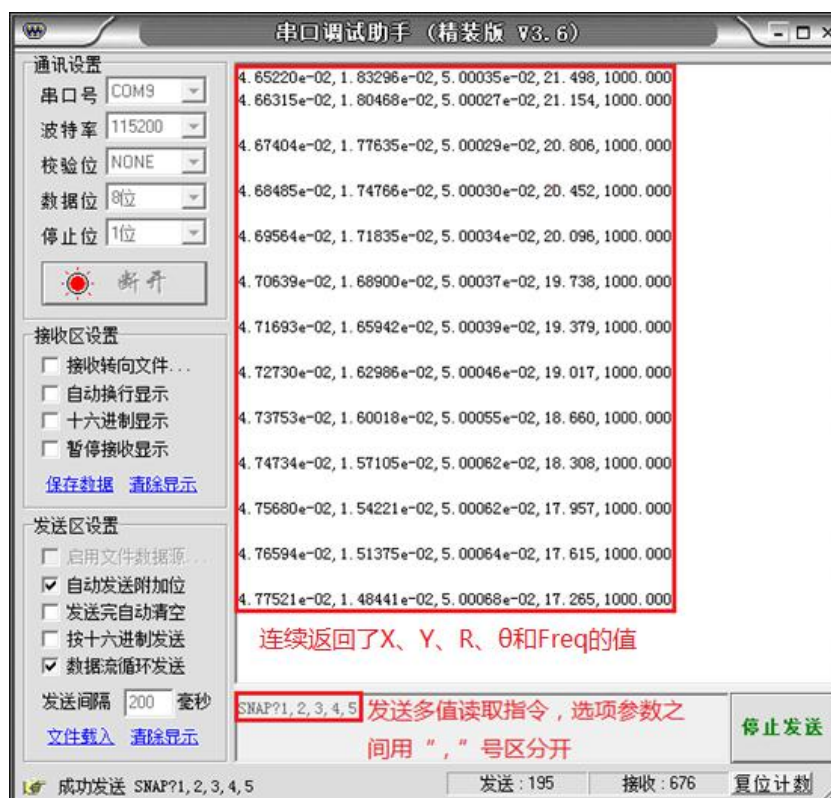 串口调试助手 (精装版 V3.6)
通讯设置
串口号 COM9
波特率 115200
校验位 NONE
数据位 8位
停止位 1位
断开
接收区设置
接收转向文件...
自动换行显示
十六进制显示
暂停接收显示
保存数据 清除显示
发送区设置
启用文件数据源...
自动发送附加位
发送完自动清空
按十六进制发送
数据流循环发送
发送间隔 200 毫秒
文件载入 清除显示
4.65220e-02,1.83296e-02,5.00035e-02,21.498,1000.000
4.66315e-02,1.80468e-02,5.00027e-02,21.154,1000.000
4.67404e-02,1.77635e-02,5.00029e-02,20.806,1000.000
4.68485e-02,1.74766e-02,5.00030e-02,20.452,1000.000
4.69564e-02,1.71835e-02,5.00034e-02,20.096,1000.000
4.70639e-02,1.68900e-02,5.00037e-02,19.738,1000.000
4.71693e-02,1.65942e-02,5.00039e-02,19.379,1000.000
4.72730e-02,1.62986e-02,5.00046e-02,19.017,1000.000
4.73753e-02,1.60018e-02,5.00055e-02,18.660,1000.000
4.74734e-02,1.57105e-02,5.00062e-02,18.308,1000.000
4.75680e-02,1.54221e-02,5.00062e-02,17.957,1000.000
4.76594e-02,1.51375e-02,5.00064e-02,17.615,1000.000
4.77521e-02,1.48441e-02,5.00068e-02,17.265,1000.000
连续返回了X、Y、R、θ和Freq的值
SNAP?1,2,3,4,5
发送多值读取指令，选项参数之
间用“，”号区分开
停止发送
成功发送 SNAP?1,2,3,4,5
发送:195
接收:676
复位计数